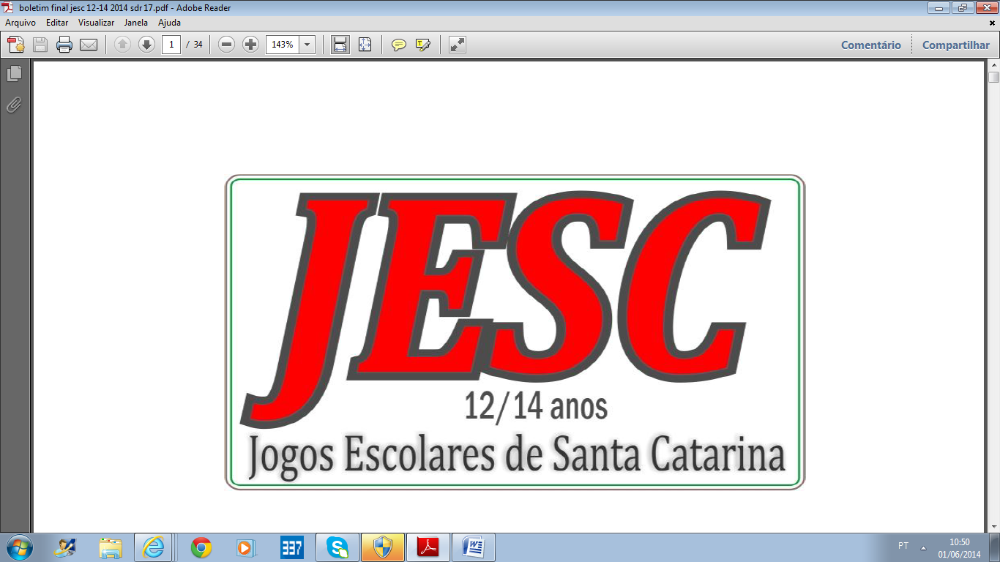 boletim final jesc 12-14 2014 sdr 17.pdf - Adobe Reader
Arquivo Editar Visualizar Janela Ajuda
1 / 34 143% Comentário Compartilhar
JESC
12/14 anos
Jogos Escolares de Santa Catarina
337 PT 10:50
01/06/2014